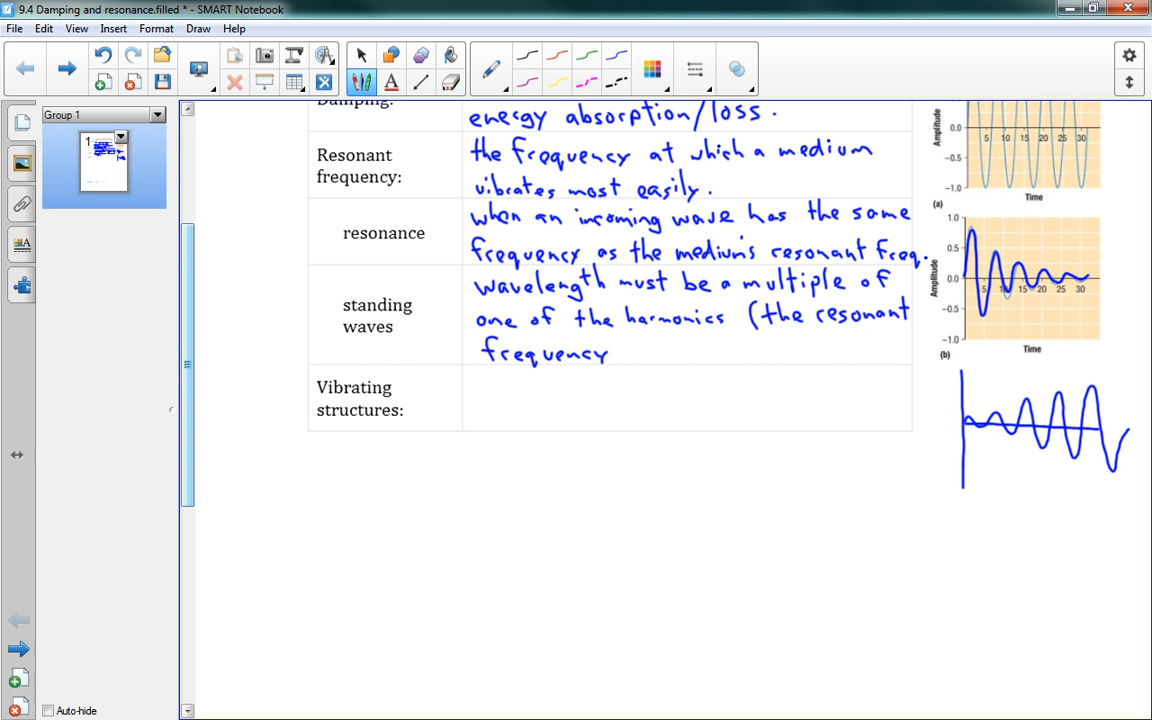 9.4 Damping and resonance.filled * - SMART Notebook
File Edit View Insert Format Draw Help
Group 1
1
Damping:
energy absorption/loss.
Resonant
frequency:
the frequency at which a medium
vibrates most easily.
resonance
when an incoming wave has the same
frequency as the medium's resonant freq.
standing
waves
wavelength must be a multiple of
one of the harmonics (the resonant
frequency
Vibrating
structures:
Amplitude
0.0
-0.5
-1.0
5 10 15 20 25 30
Time
(a)
Amplitude
1.0
0.5
0.0
-0.5
-1.0
5 10 15 20 25 30
Time
(b)
Auto-hide